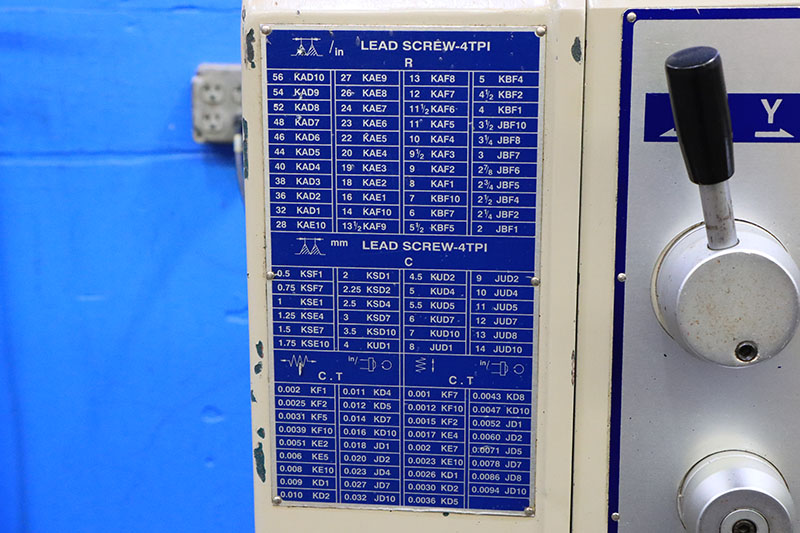 /in LEAD SCREW-4TPI
R
56 KAD10 27 KAE9 13 KAF8 5 KBF4
54 KAD9 26 KAE8 12 KAF7 4½ KBF2
52 KAD8 24 KAE7 11½ KAF6 4 KBF1
48 KAD7 23 KAE6 11 KAF5 3½ JBF10
46 KAD6 22 KAE5 10 KAF4 3¼ JBF8
44 KAD5 20 KAE4 9½ KAF3 3 JBF7
40 KAD4 19 KAE3 9 KAF2 2⅞ JBF6
38 KAD3 18 KAE2 8 KAF1 2¾ JBF5
36 KAD2 16 KAE1 7 KBF10 2½ JBF4
32 KAD1 14 KAF10 6 KBF7 2¼ JBF2
28 KAE10 13½ KAF9 5½ KBF5 2 JBF1
mm LEAD SCREW-4TPI
C
0.5 KSF1 2 KSD1 4.5 KUD2 9 JUD2
0.75 KSF7 2.25 KSD2 5 KUD4 10 JUD4
1 KSE1 2.5 KSD4 5.5 KUD5 11 JUD5
1.25 KSE4 3 KSD7 6 KUD7 12 JUD7
1.5 KSE7 3.5 KSD10 7 KUD10 13 JUD8
1.75 KSE10 4 KUD1 8 JUD1 14 JUD10
in/ in/
C.T C.T
0.002 KF1 0.011 KD4 0.001 KF7 0.0043 KD8
0.0025 KF2 0.012 KD5 0.0012 KF10 0.0047 KD10
0.0031 KF5 0.014 KD7 0.0015 KF2 0.0052 JD1
0.0039 KF10 0.016 KD10 0.0017 KE4 0.0060 JD2
0.0051 KE2 0.018 JD1 0.002 KE7 0.0071 JD5
0.006 KE5 0.020 JD2 0.0023 KE10 0.0078 JD7
0.008 KE10 0.023 JD4 0.0026 KD1 0.0086 JD8
0.009 KD1 0.027 JD7 0.0030 KD2 0.0094 JD10
0.010 KD2 0.032 JD10 0.0036 KD5
Y